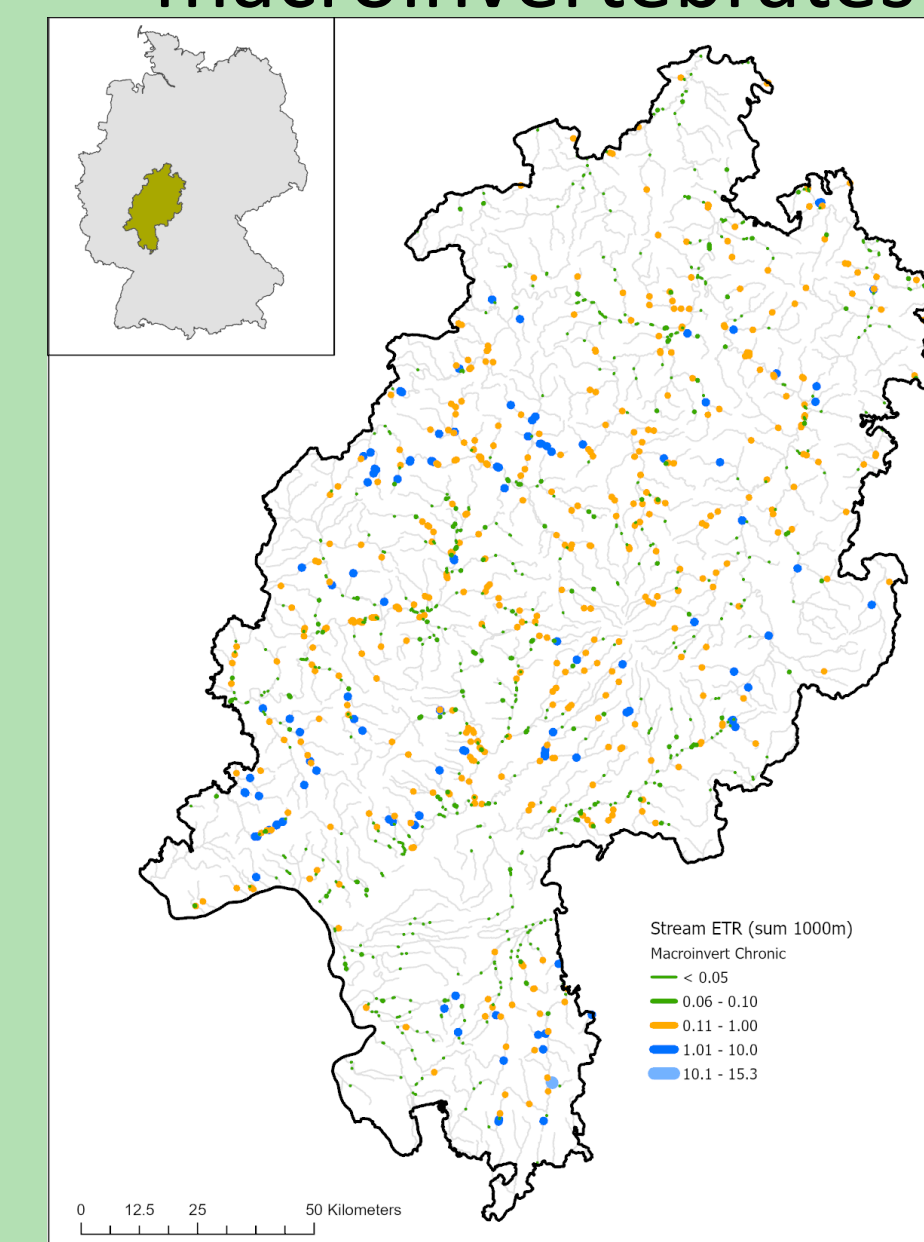 macroinvertebrates
Stream ETR (sum 1000m)
Macroinvert Chronic
< 0.05
0.06 - 0.10
0.11 - 1.00
1.01 - 10.0
10.1 - 15.3
0 12.5 25 50 Kilometers